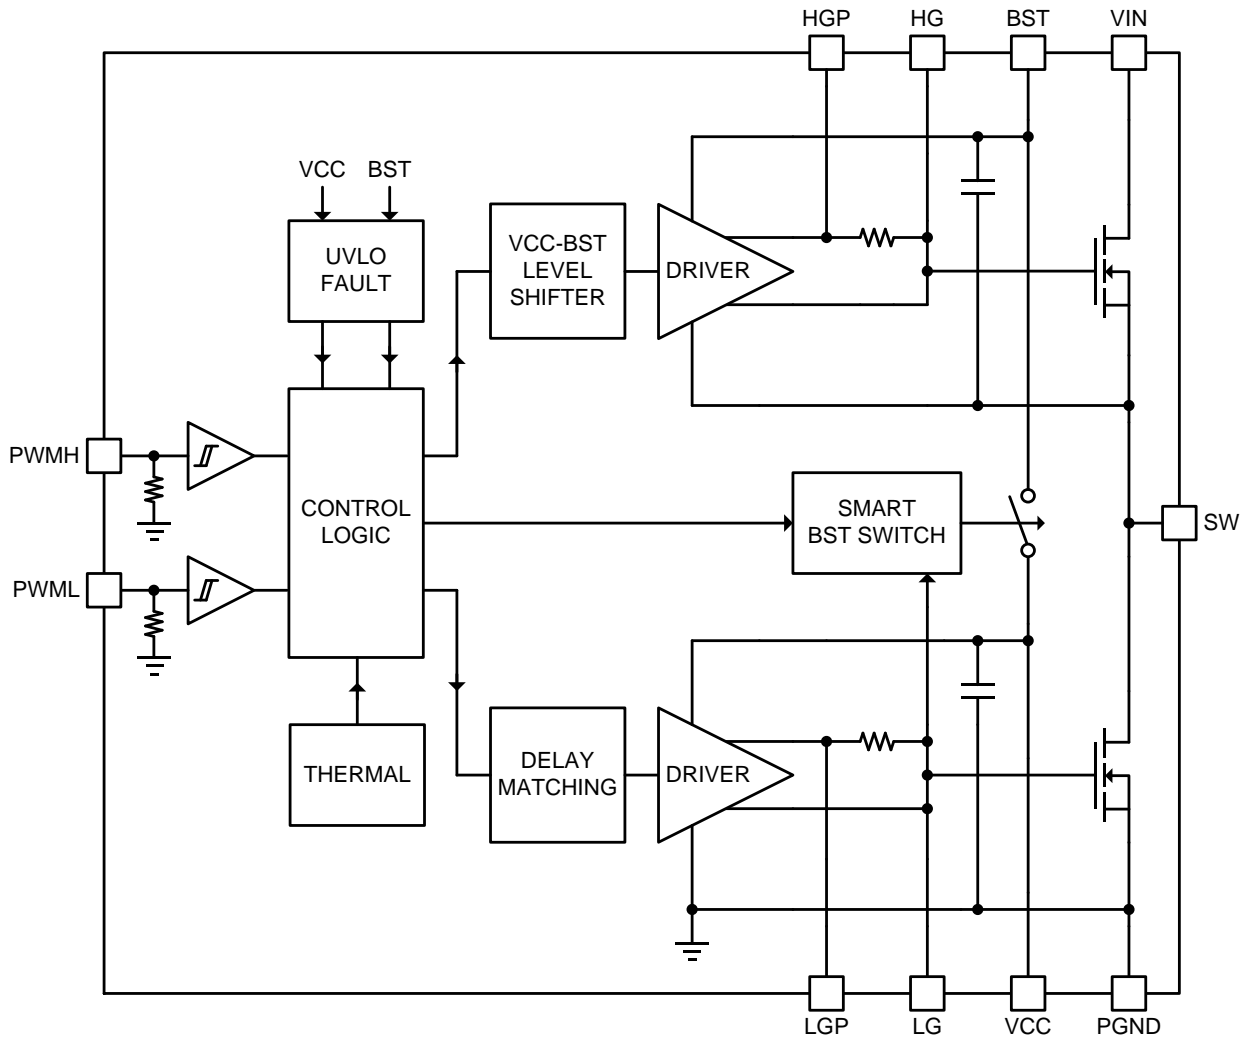 HGP HG BST VIN
VCC BST
UVLO
FAULT
VCC-BST
LEVEL
SHIFTER
DRIVER
PWMH
CONTROL
LOGIC
SMART
BST SWITCH
SW
PWML
THERMAL
DELAY
MATCHING
DRIVER
LGP LG VCC PGND